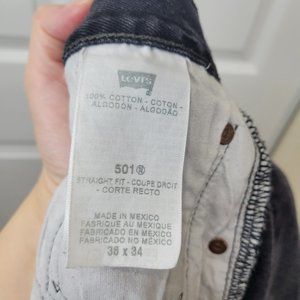 Levi's
100% COTTON - COTON -
ALGODON - ALGODÃO
501®
STRAIGHT FIT - COUPE DROIT
- CORTE RECTO
MADE IN MEXICO
FABRIQUE AU MEXIQUE
FABRICADO EN MEXICO
FABRICADO NO MEXICO
36 x 34